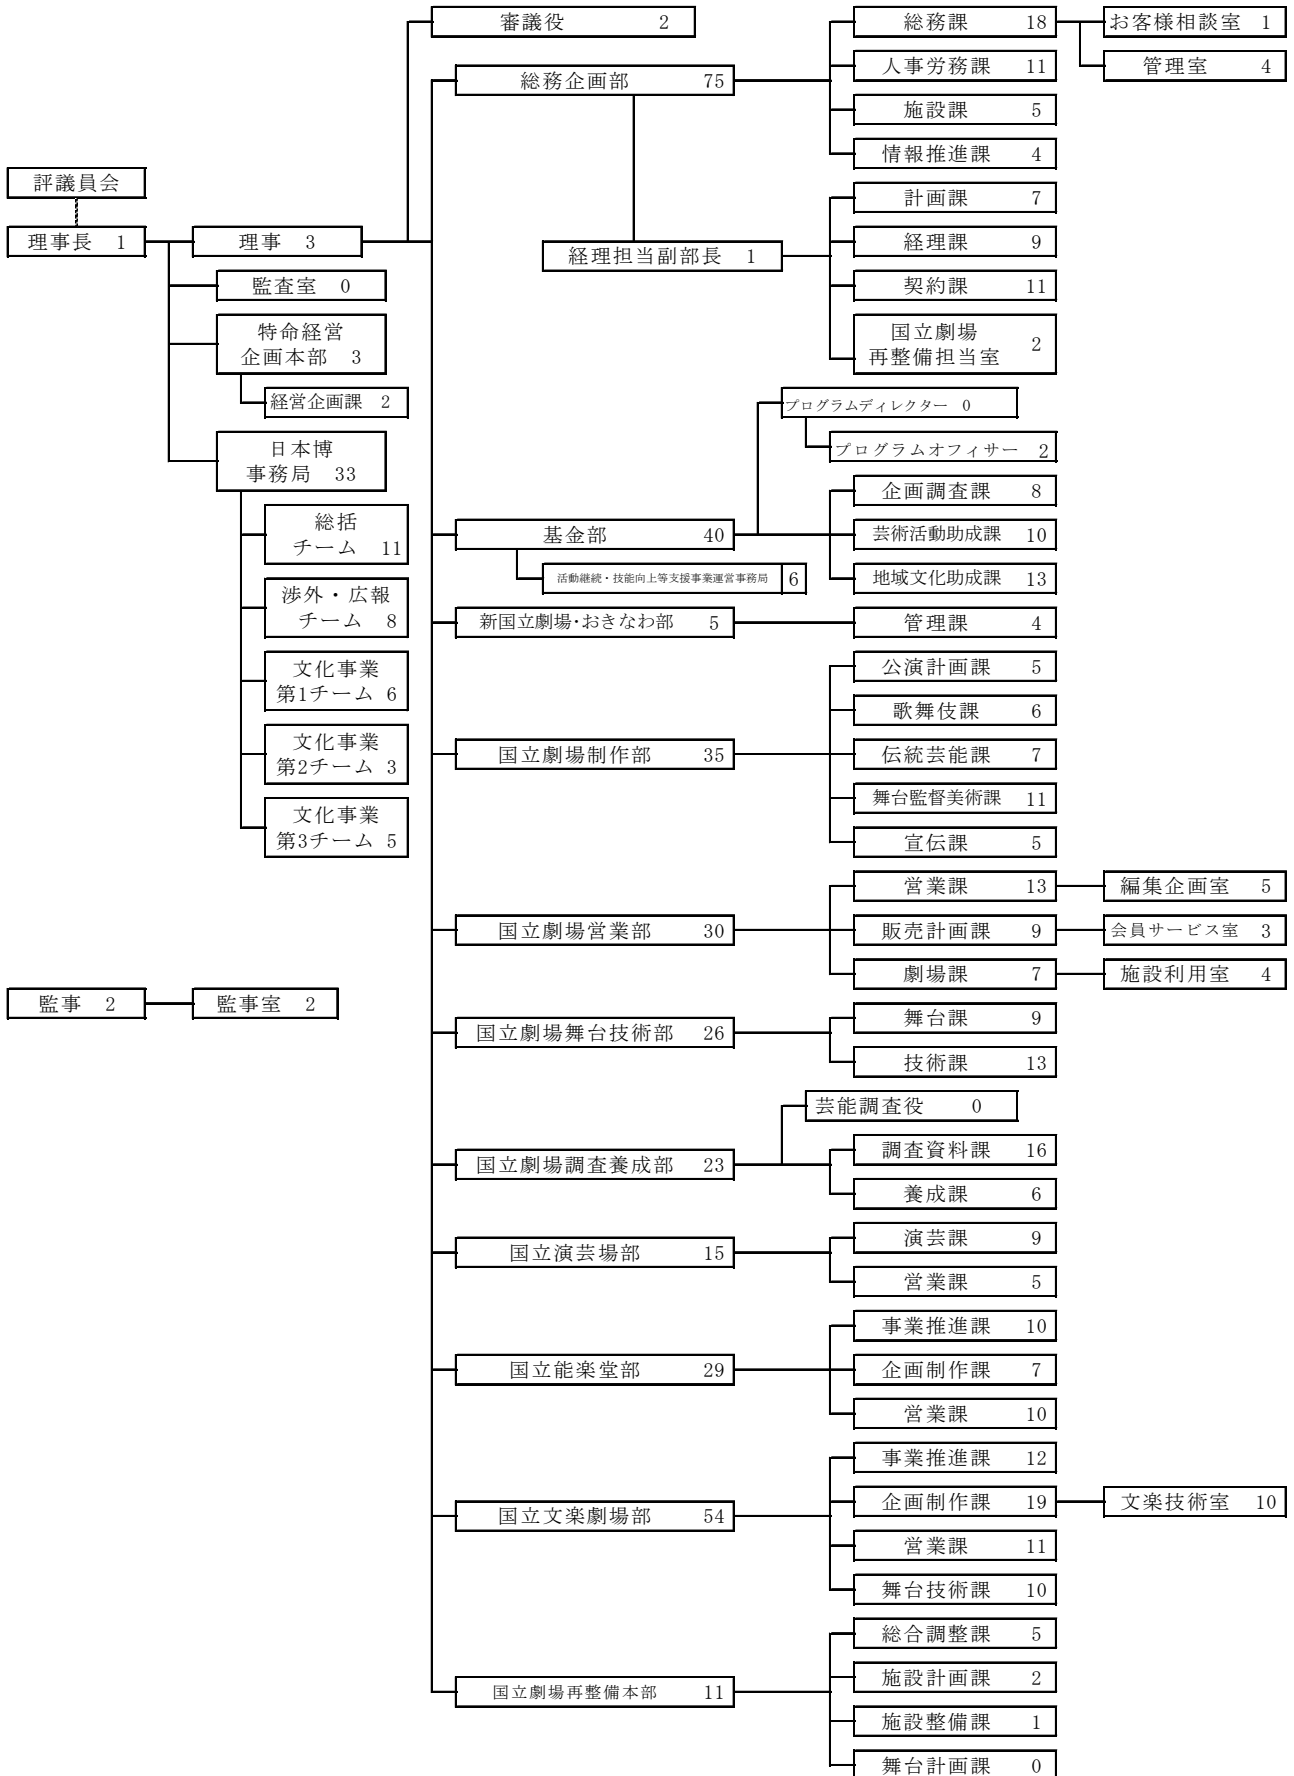 評議員会
理事長 1
理事 3
監査室 0
特命経営
企画本部 3
経営企画課 2
日本博
事務局 33
総括
チーム 11
渉外・広報
チーム 8
文化事業
第1チーム 6
文化事業
第2チーム 3
文化事業
第3チーム 5
監事 2
監事室 2
審議役 2
総務企画部 75
総務課 18
お客様相談室 1
管理室 4
人事労務課 11
施設課 5
情報推進課 4
経理担当副部長 1
計画課 7
経理課 9
契約課 11
国立劇場
再整備担当室 2
基金部 40
プログラムディレクター 0
プログラムオフィサー 2
企画調査課 8
芸術活動助成課 10
地域文化助成課 13
活動継続・技能向上等支援事業運営事務局 6
新国立劇場・おきなわ部 5
管理課 4
国立劇場制作部 35
公演計画課 5
歌舞伎課 6
伝統芸能課 7
舞台監督美術課 11
宣伝課 5
国立劇場営業部 30
営業課 13
編集企画室 5
販売計画課 9
会員サービス室 3
劇場課 7
施設利用室 4
国立劇場舞台技術部 26
舞台課 9
技術課 13
国立劇場調査養成部 23
芸能調査役 0
調査資料課 16
養成課 6
国立演芸場部 15
演芸課 9
営業課 5
国立能楽堂部 29
事業推進課 10
企画制作課 7
営業課 10
国立文楽劇場部 54
事業推進課 12
企画制作課 19
文楽技術室 10
営業課 11
舞台技術課 10
国立劇場再整備本部 11
総合調整課 5
施設計画課 2
施設整備課 1
舞台計画課 0